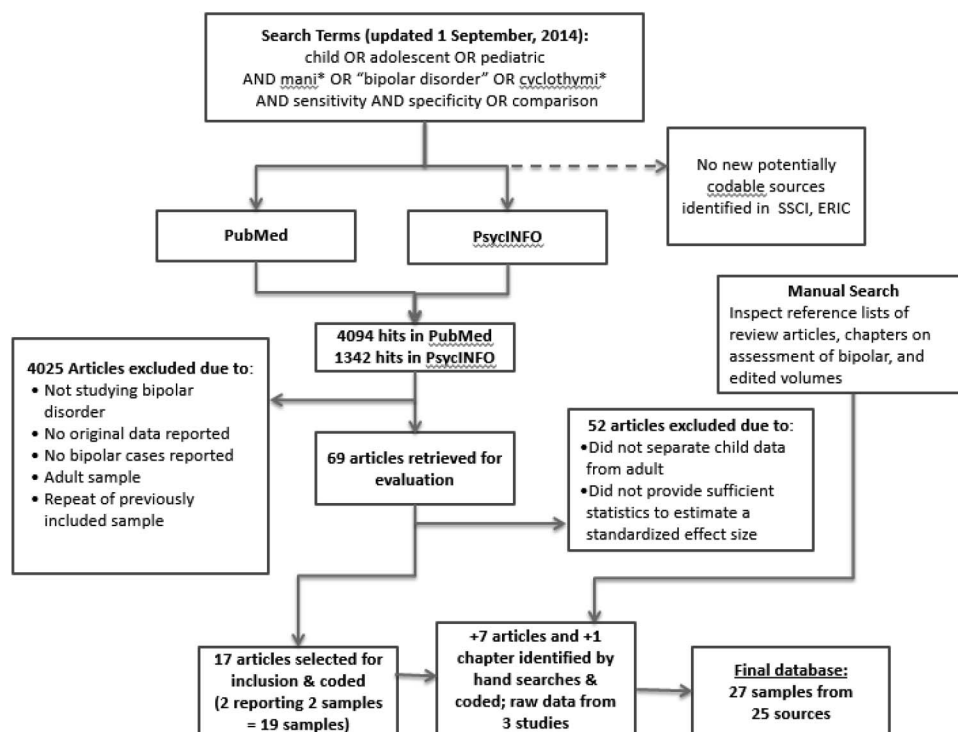 Search Terms (updated 1 September, 2014):
child OR adolescent OR pediatric
AND mani* OR “bipolar disorder” OR cyclothymi*
AND sensitivity AND specificity OR comparison
No new potentially
codable sources
identified in SSCI, ERIC
PubMed
PsycINFO
Manual Search
Inspect reference lists of
review articles, chapters on
assessment of bipolar, and
edited volumes
4094 hits in PubMed
1342 hits in PsycINFO
4025 Articles excluded due to:
• Not studying bipolar
disorder
• No original data reported
• No bipolar cases reported
• Adult sample
• Repeat of previously
included sample
69 articles retrieved for
evaluation
52 articles excluded due to:
•Did not separate child data
from adult
•Did not provide sufficient
statistics to estimate a
standardized effect size
17 articles selected for
inclusion & coded
(2 reporting 2 samples
= 19 samples)
+7 articles and +1
chapter identified by
hand searches &
coded; raw data from
3 studies
Final database:
27 samples from
25 sources